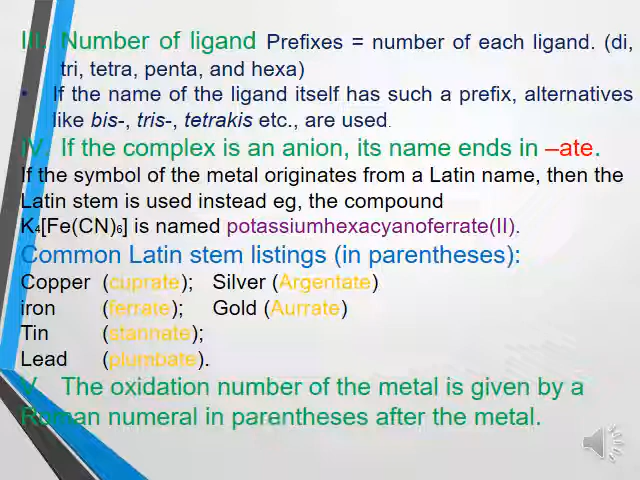 III. Number of ligand Prefixes = number of each ligand. (di,
tri, tetra, penta, and hexa)
• If the name of the ligand itself has such a prefix, alternatives
like bis-, tris-, tetrakis etc., are used.
IV. If the complex is an anion, its name ends in –ate.
If the symbol of the metal originates from a Latin name, then the
Latin stem is used instead eg, the compound
K₄[Fe(CN)₆] is named potassiumhexacyanoferrate(II).
Common Latin stem listings (in parentheses):
Copper (cuprate); Silver (Argentate)
iron (ferrate); Gold (Aurrate)
Tin (stannate);
Lead (plumbate).
V. The oxidation number of the metal is given by a
Roman numeral in parentheses after the metal.